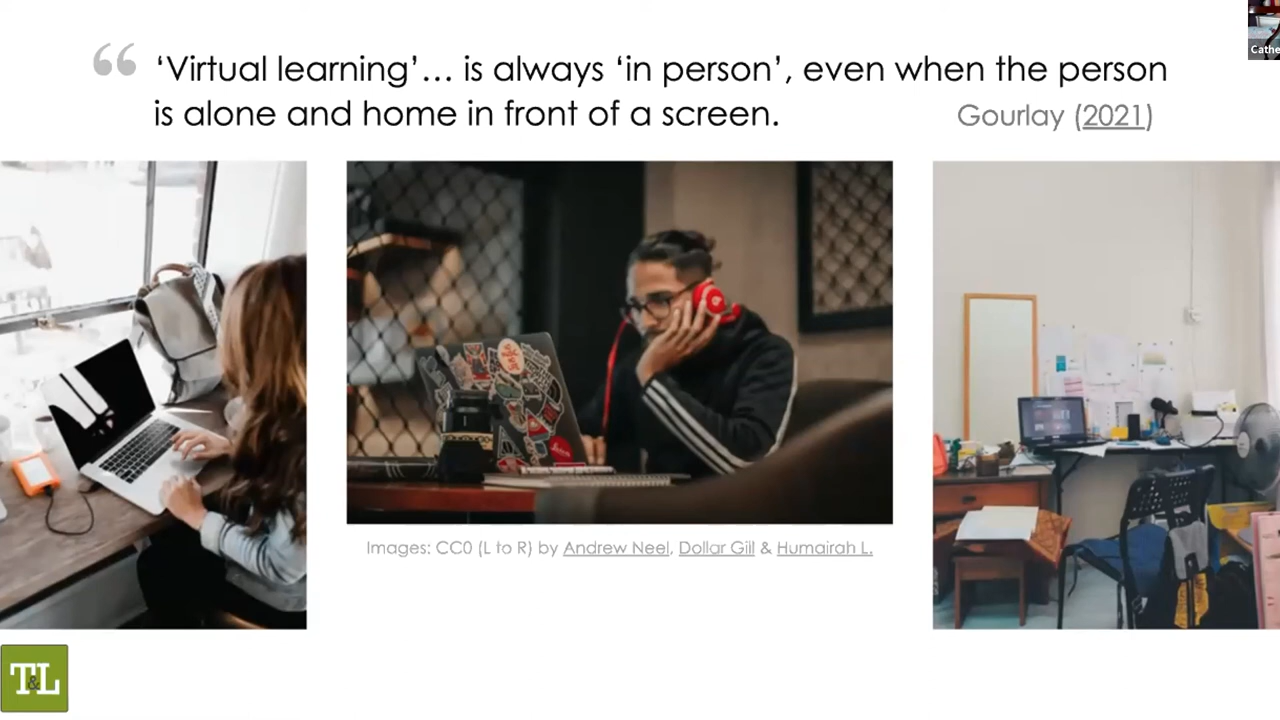 Cathe
‘Virtual learning’... is always ‘in person’, even when the person
is alone and home in front of a screen.
Gourlay (2021)
Images: CC0 (L to R) by Andrew Neel, Dollar Gill & Humairah L.
T&L